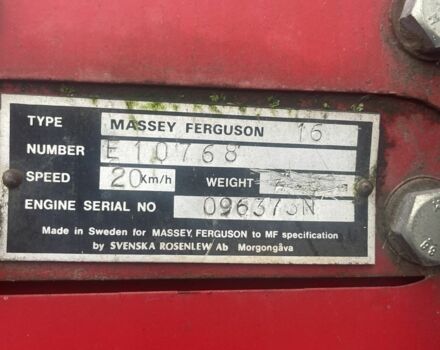 TYPE MASSEY FERGUSON 16
NUMBER E10768
SPEED 20 Km/h WEIGHT
ENGINE SERIAL NO 096373N
Made in Sweden for MASSEY, FERGUSON to MF specification
by SVENSKA ROSENLEW Ab Morgongåva